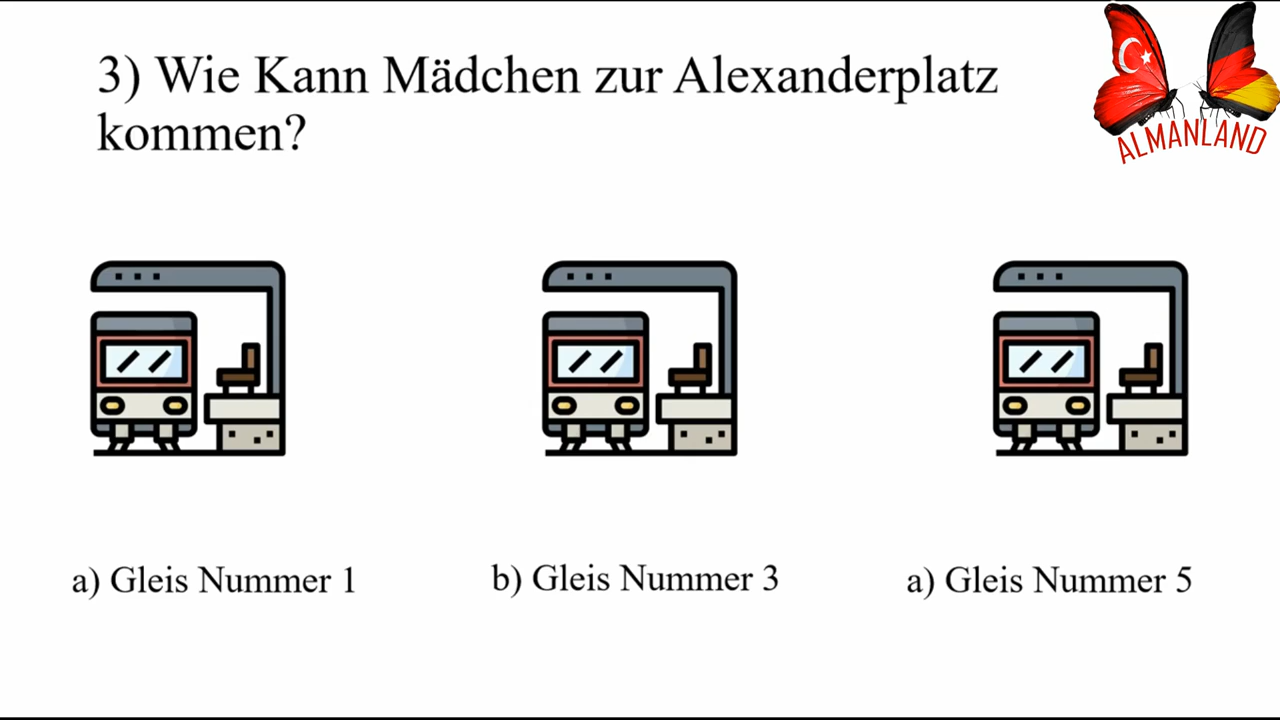 3) Wie Kann Mädchen zur Alexanderplatz
kommen?
ALMANLAND
a) Gleis Nummer 1
b) Gleis Nummer 3
a) Gleis Nummer 5